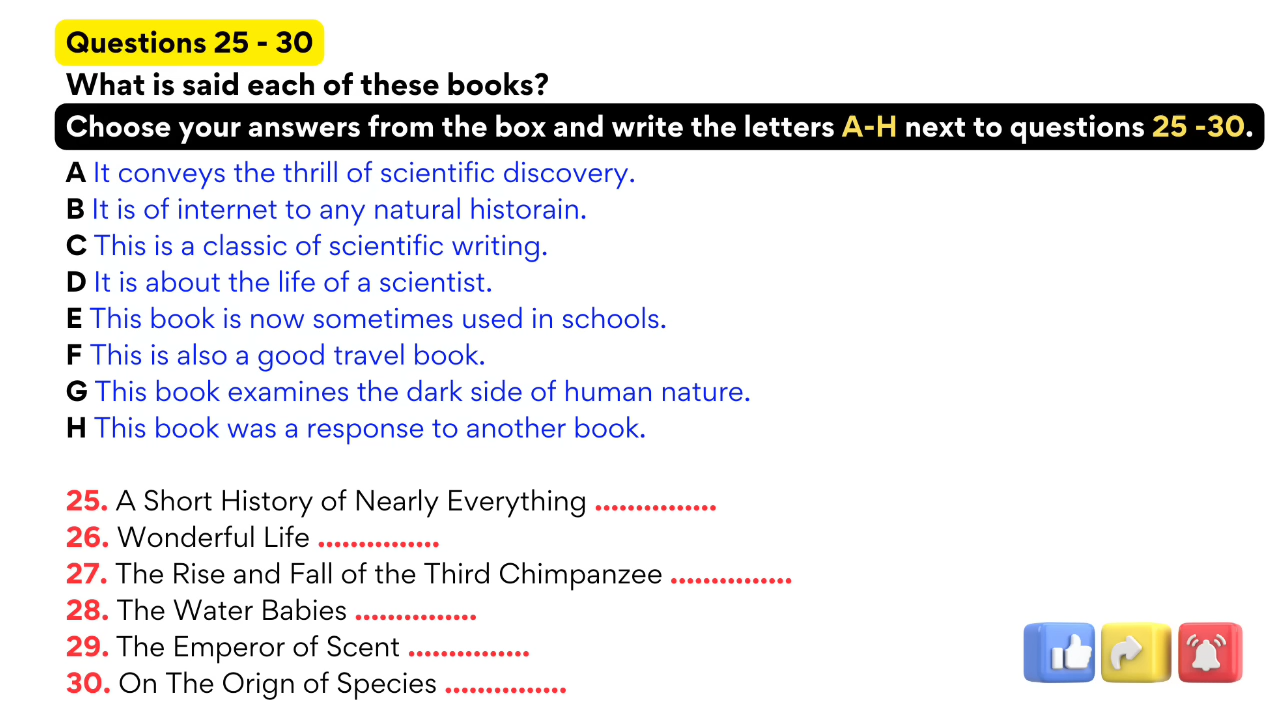 Questions 25 - 30
What is said each of these books?
Choose your answers from the box and write the letters A-H next to questions 25 -30.
A It conveys the thrill of scientific discovery.
B It is of internet to any natural historain.
C This is a classic of scientific writing.
D It is about the life of a scientist.
E This book is now sometimes used in schools.
F This is also a good travel book.
G This book examines the dark side of human nature.
H This book was a response to another book.
25. A Short History of Nearly Everything ...............
26. Wonderful Life ...............
27. The Rise and Fall of the Third Chimpanzee ...............
28. The Water Babies ...............
29. The Emperor of Scent ...............
30. On The Orign of Species ...............